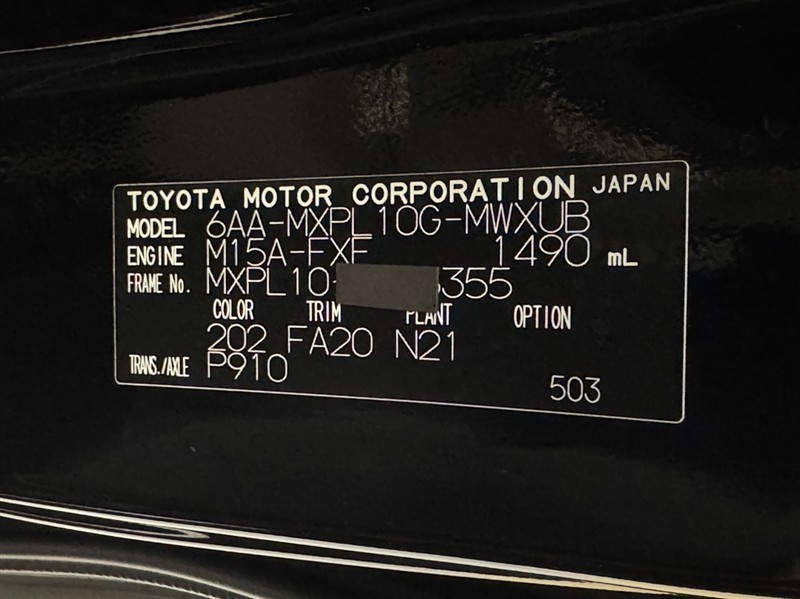 TOYOTA MOTOR CORPORATION JAPAN
MODEL 6AA-MXPL10G-MWXUB
ENGINE M15A-FXE 1490 mL
FRAME No. MXPL10- 355
COLOR TRIM PLANT OPTION
202 FA20 N21
TRANS./AXLE P910
503